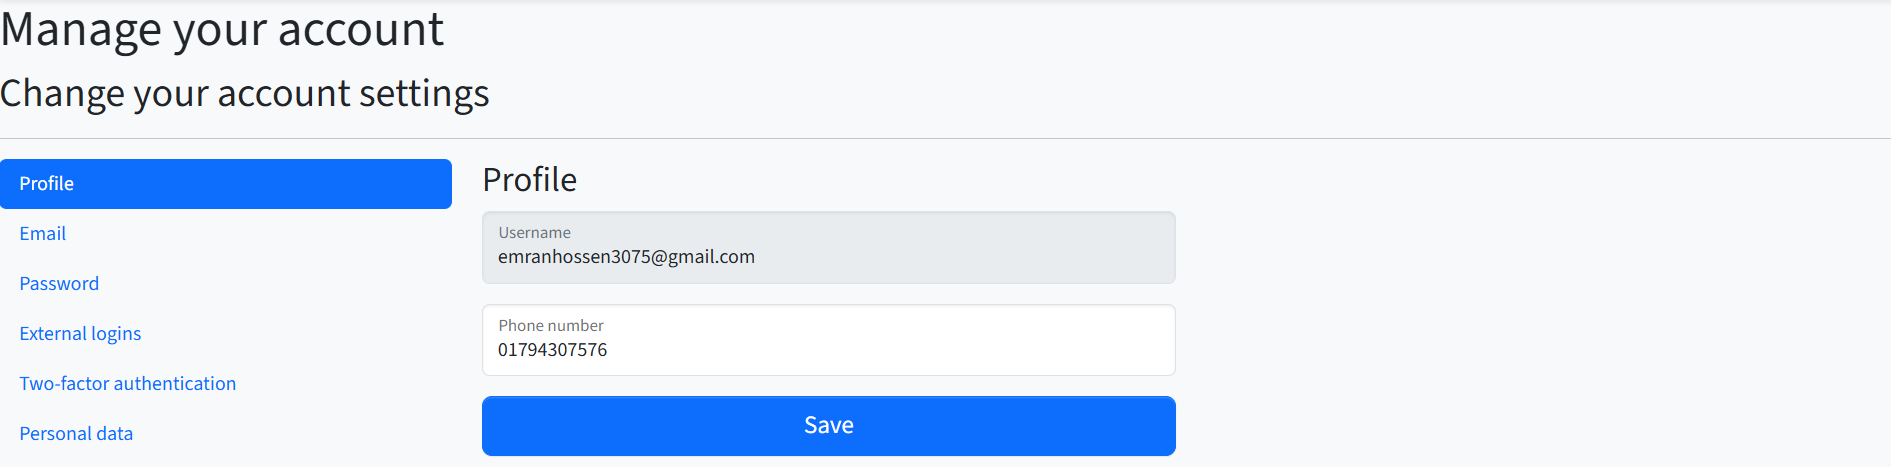 Manage your account
Change your account settings
Profile
Email
Password
External logins
Two-factor authentication
Personal data
Profile
Username
emranhossen3075@gmail.com
Phone number
01794307576
Save